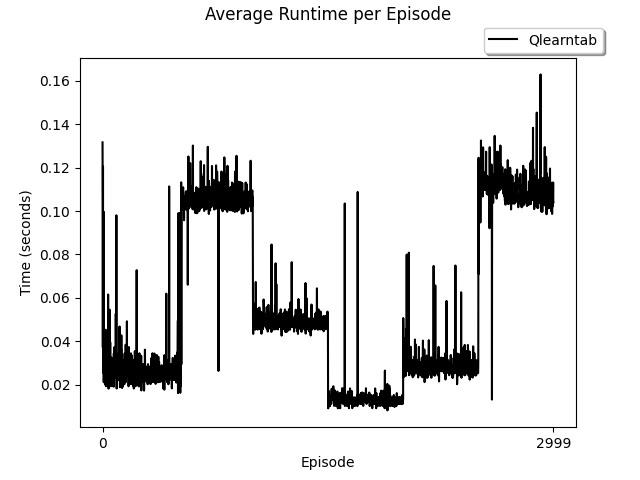 Average Runtime per Episode
Qlearntab
0.16
0.14
0.12
0.10
0.08
0.06
0.04
0.02
Time (seconds)
0 2999
Episode